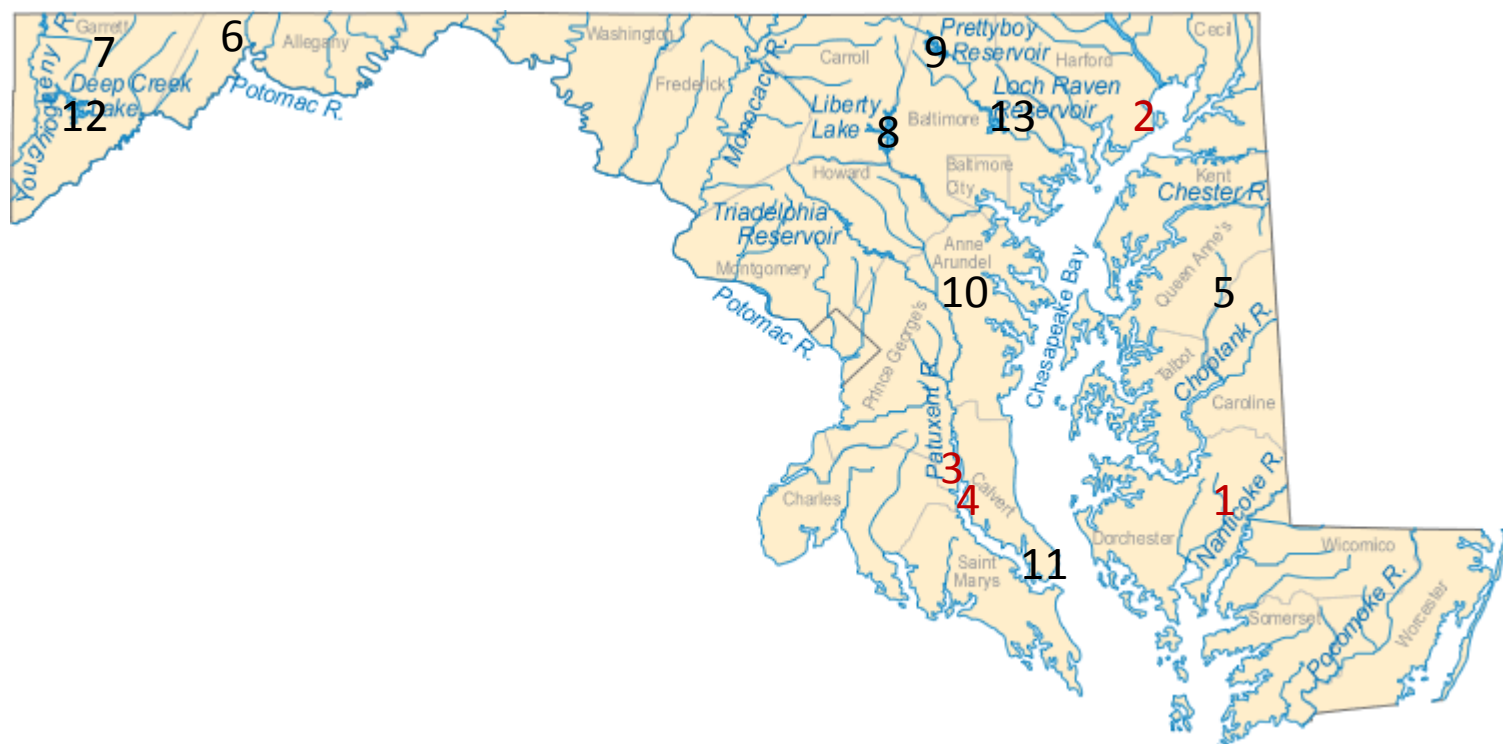 Garrett
6
Allegany
7
Youghiogheny R.
Deep Creek
Lake
12
Potomac R.
Washington
Frederick
Monocacy R.
Carroll
9
Prettyboy
Reservoir
Harford
Cecil
Loch Raven
Reservoir
13
2
Liberty
Lake
8
Baltimore
Baltimore
City
Howard
Kent
Chester R.
Triadelphia
Reservoir
Montgomery
Potomac R.
Anne
Arundel
10
Chesapeake Bay
Queen Anne's
5
Prince George's
Patuxent R.
Talbot
Choptank R.
Caroline
3
4
Calvert
Charles
1
Nanticoke R.
Dorchester
Saint
Marys
11
Wicomico
Somerset
Pocomoke R.
Worcester